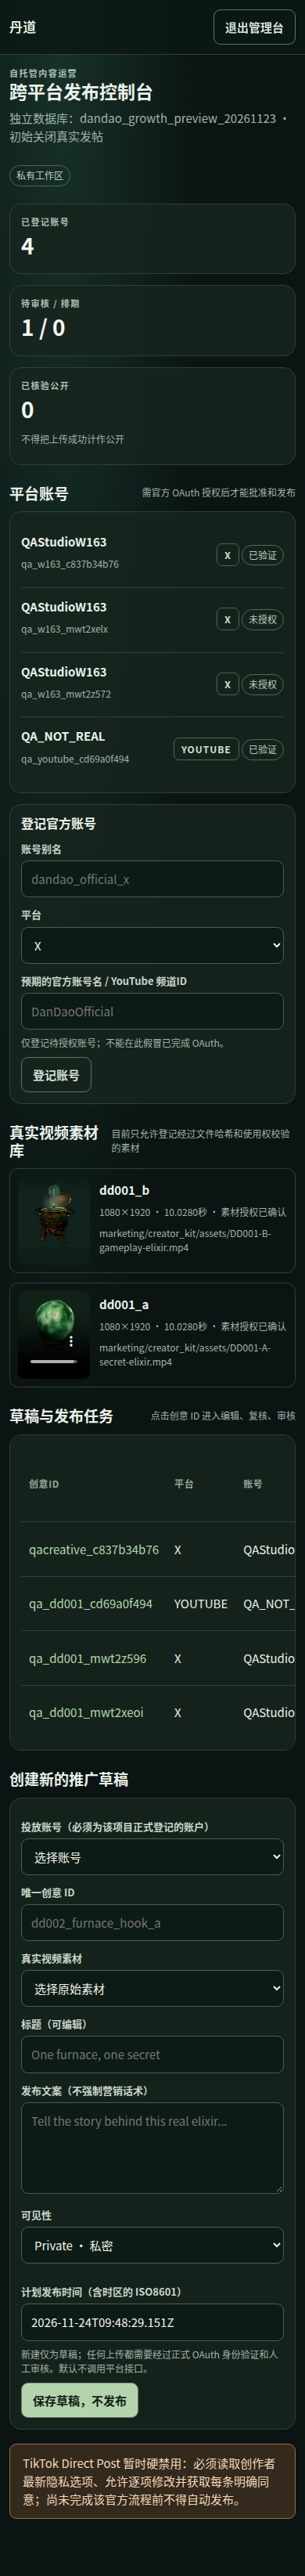 丹道
退出管理台
自托管内容运营
跨平台发布控制台
独立数据库：dandao_growth_preview_20261123 ·
初始关闭真实发帖
私有工作区
已登记账号
4
待审核 / 排期
1 / 0
已核验公开
0
不得把上传成功计作公开
平台账号
需官方 OAuth 授权后才能批准和发布
QAStudioW163
X
已验证
qa_w163_c837b34b76
QAStudioW163
X
未授权
qa_w163_mwt2xelx
QAStudioW163
X
未授权
qa_w163_mwt2z572
QA_NOT_REAL
YOUTUBE
已验证
qa_youtube_cd69a0f494
登记官方账号
账号别名
dandao_official_x
平台
X
预期的官方账号名 / YouTube 频道ID
DanDaoOfficial
仅登记待授权账号；不能在此假冒已完成 OAuth。
登记账号
真实视频素材
库
目前只允许登记经过文件哈希和使用权校验
的素材
dd001_b
1080×1920 · 10.0280秒 · 素材授权已确认
marketing/creator_kit/assets/DD001-B-
gameplay-elixir.mp4
dd001_a
1080×1920 · 10.0280秒 · 素材授权已确认
marketing/creator_kit/assets/DD001-A-
secret-elixir.mp4
草稿与发布任务
点击创意 ID 进入编辑、复核、审核
创意ID 平台 账号
qacreative_c837b34b76 X QAStudio
qa_dd001_cd69a0f494 YOUTUBE QA_NOT_
qa_dd001_mwt2z596 X QAStudio
qa_dd001_mwt2xeoi X QAStudio
创建新的推广草稿
投放账号（必须为该项目正式登记的账户）
选择账号
唯一创意 ID
dd002_furnace_hook_a
真实视频素材
选择原始素材
标题（可编辑）
One furnace, one secret
发布文案（不强制营销话术）
Tell the story behind this real elixir...
可见性
Private · 私密
计划发布时间（含时区的 ISO8601）
2026-11-24T09:48:29.151Z
新建仅为草稿；任何上传都需要经过正式 OAuth 身份验证和人
工审核。默认不调用平台接口。
保存草稿，不发布
TikTok Direct Post 暂时硬禁用：必须读取创作者
最新隐私选项、允许逐项修改并获取每条明确同
意；尚未完成该官方流程前不得自动发布。